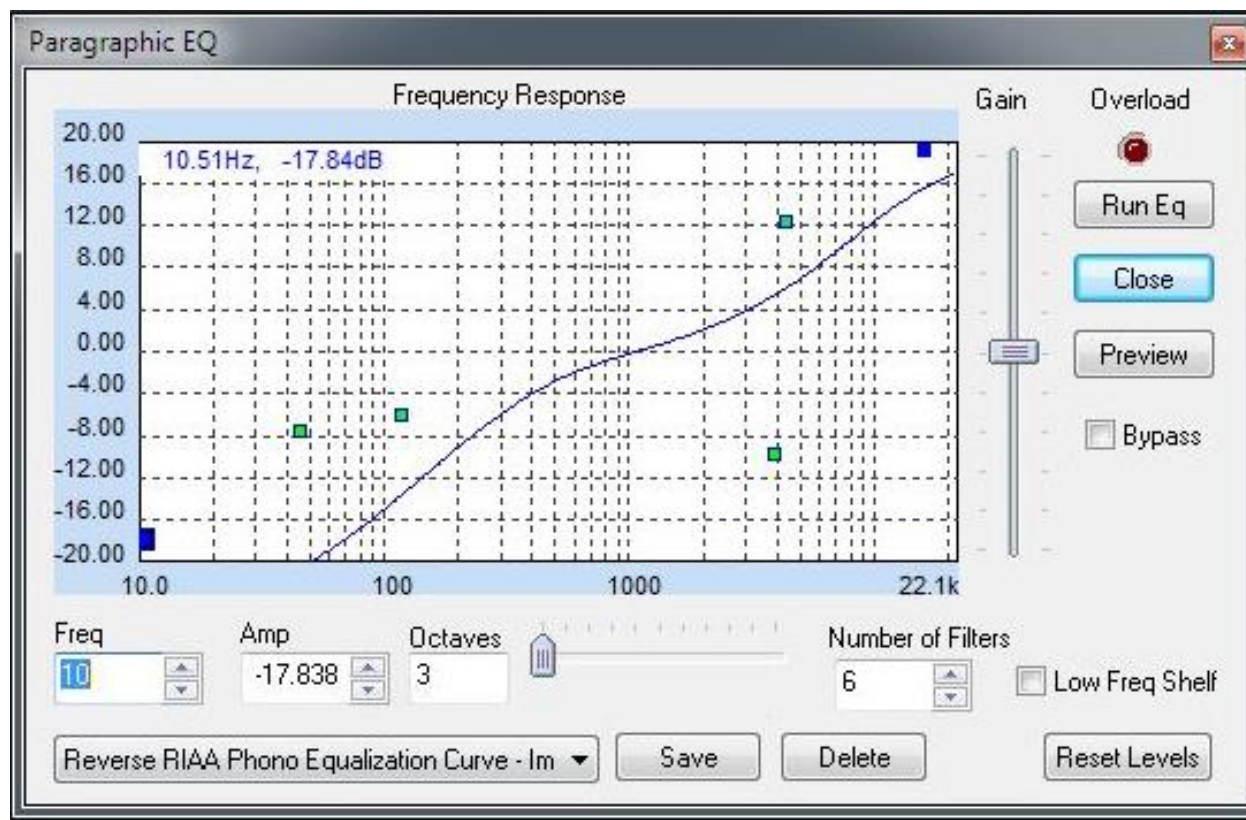 Paragraphic EQ
Frequency Response
Gain
Overload
20.00
10.51Hz, -17.84dB
16.00
12.00
8.00
4.00
0.00
-4.00
-8.00
-12.00
-16.00
-20.00
10.0 100 1000 22.1k
Run Eq
Close
Preview
Bypass
Freq Amp Octaves Number of Filters
10 -17.838 3 6
Low Freq Shelf
Reverse RIAA Phono Equalization Curve - Im Save Delete Reset Levels